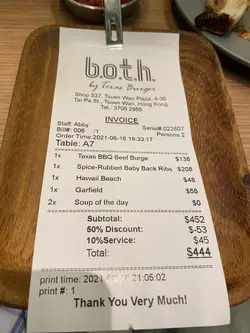 b.o.t.h.
by Texas Burger
Shop 337, Tsuen Wan Plaza, 4-30
Tai Pa St., Tsuen Wan, Hong Kong
Tel.: 3705 2956
INVOICE
Staff: Abby
Bill#: 006 /1 Serial#:022607
Order Time:2021-06-16 19:33:17 Persons:2
Table: A7
1x Texas BBQ Beef Borge $138
1x Spice-Rubbed Baby Back Ribs $208
1x Hawaii Beach $48
1x Garfield $58
2x Soup of the day $0
Subtotal: $452
50% Discount: $-53
10%Service: $45
Total: $444
print time: 21:05:02
print #: 1
Thank You Very Much!